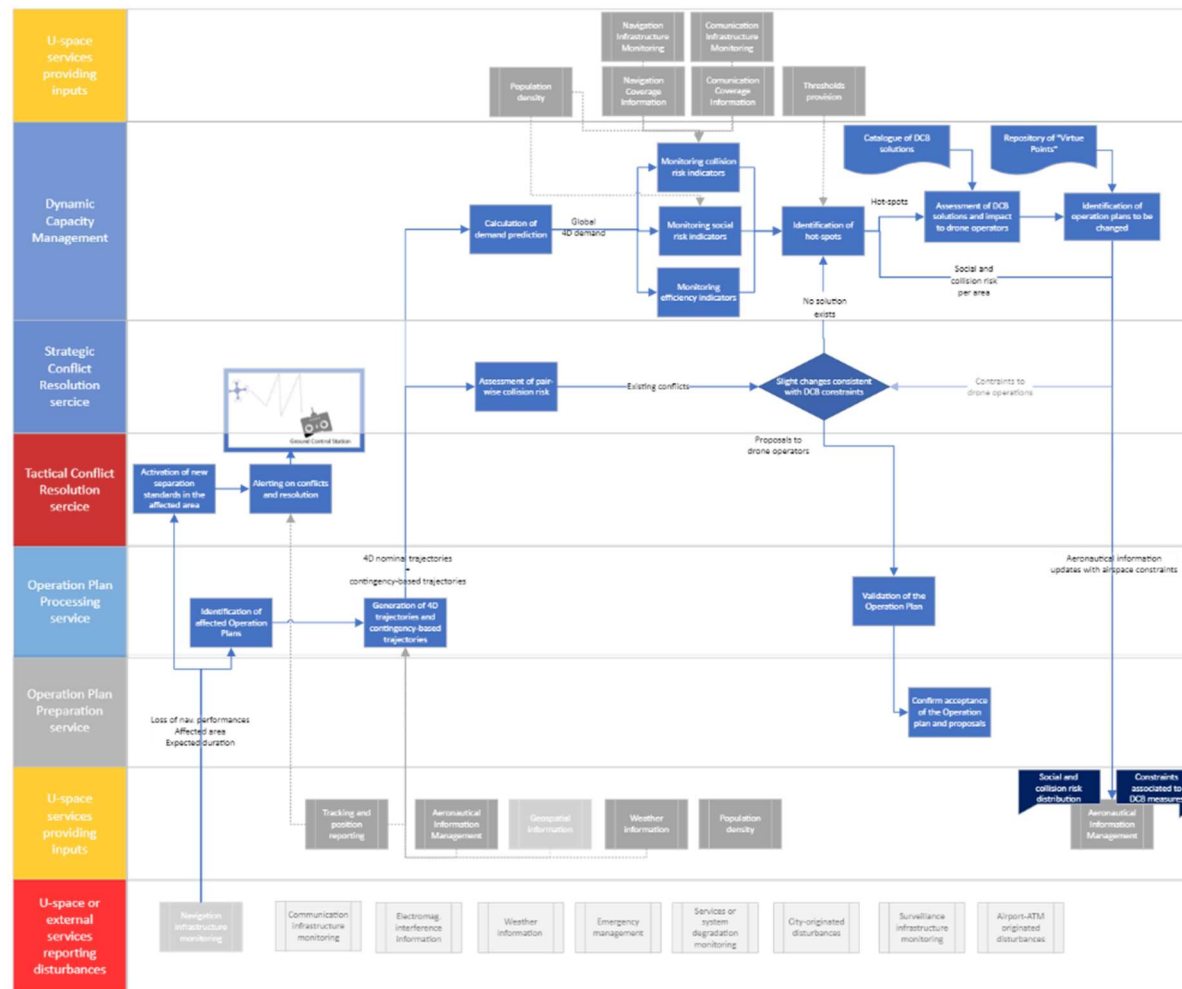 U-space
services
providing
inputs
Navigation
Infrastructure
Monitoring
Comunication
Infrastructure
Monitoring
Population
density
Navigation
Coverage
Information
Comunication
Coverage
Information
Thresholds
provision
Dynamic
Capacity
Management
Catalogue of DCB
solutions
Repository of "Virtue
Points"
Monitoring collision
risk indicators
Calculation of
demand prediction
Global
4D demand
Monitoring social
risk indicators
Identification of
hot-spots
Hot-spots
Assessment of DCB
solutions and impact
to drone operators
Identification of
operation plans to be
changed
Monitoring
efficiency indicators
Social and
collision risk
per area
No solution
exists
Strategic
Conflict
Resolution
sercice
Ground Control Station
Assessment of pair-
wise collision risk
Existing conflicts
Slight changes consistent
with DCB constraints
Contraints to
drone operations
Proposals to
drone operators
Tactical Conflict
Resolution
sercice
Activation of new
separation
standards in the
affected area
Alerting on conflicts
and resolution
4D nominal trajectories
+
contingency-based trajectories
Aeronautical information
updates with airspace constraints
Operation Plan
Processing
service
Identification of
affected Operation
Plans
Generation of 4D
trajectories and
contingency-based
trajectories
Validation of the
Operation Plan
Operation Plan
Preparation
service
Loss of nav. performances
Affected area
Expected duration
Confirm acceptance
of the Operation
plan and proposals
U-space
services
providing
inputs
Tracking and
position
reporting
Aeronautical
Information
Management
Geospatial
information
Weather
Information
Population
density
Social and
collision risk
distribution
Constraints
associated to
DCB measures
Aeronautical
Information
Management
U-space or
external
services
reporting
disturbances
Navigation
infrastructure
monitoring
Communication
infrastructure
monitoring
Electromag.
interference
information
Weather
information
Emergency
management
Services or
system
degradation
monitoring
City-originated
disturbances
Surveillance
infrastructure
monitoring
Airport-ATM
originated
disturbances